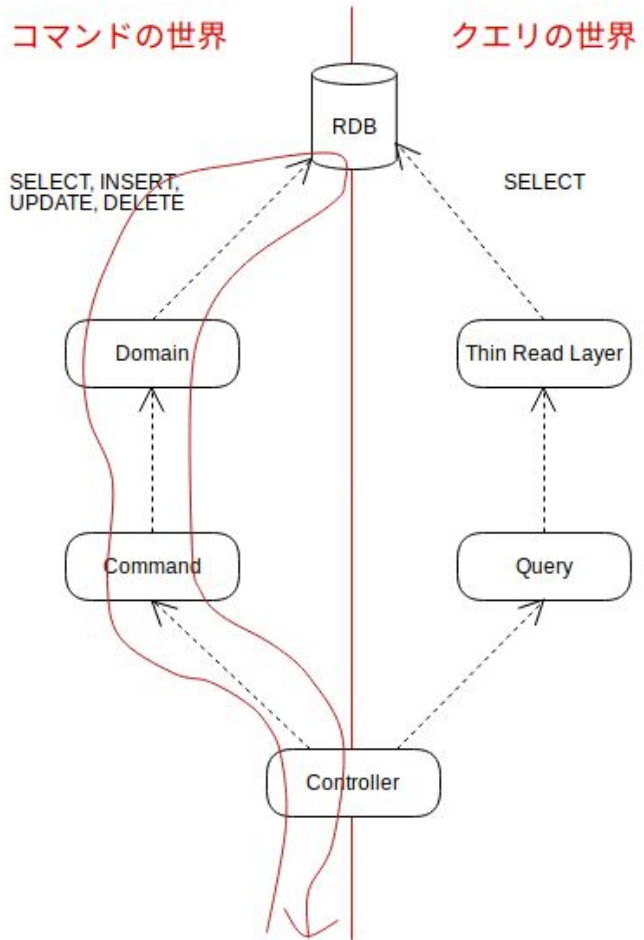 コマンドの世界
クエリの世界
RDB
SELECT, INSERT,
UPDATE, DELETE
SELECT
Domain
Thin Read Layer
Command
Query
Controller